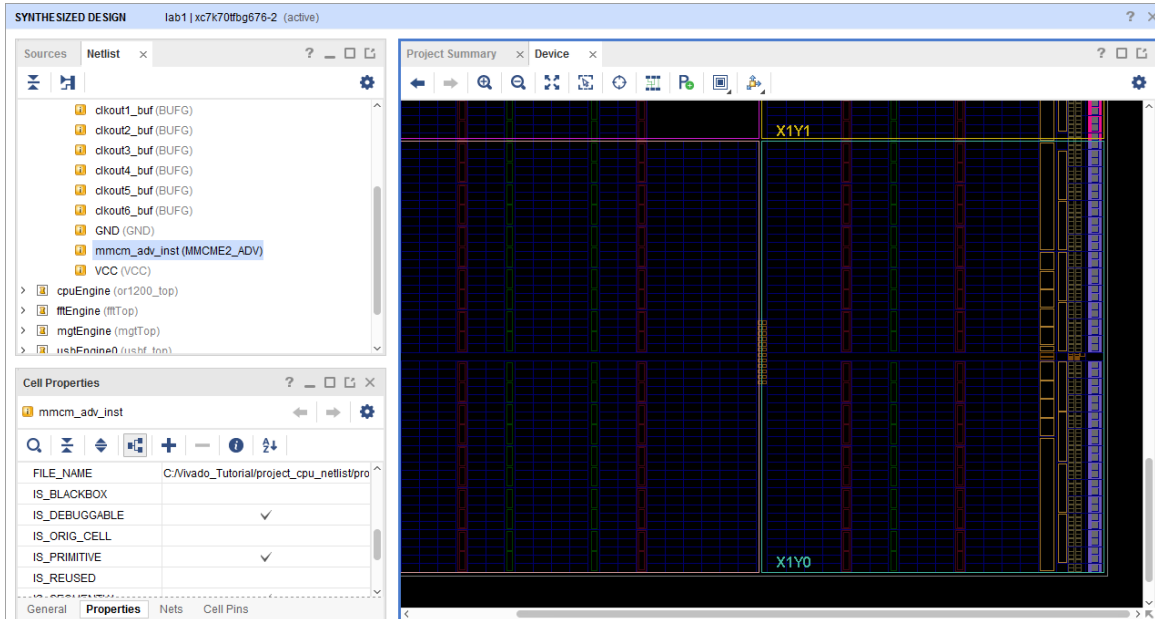 SYNTHESIZED DESIGN lab1 | xc7k70tfbg676-2 (active)
Sources Netlist
clkout1_buf (BUFG)
clkout2_buf (BUFG)
clkout3_buf (BUFG)
clkout4_buf (BUFG)
clkout5_buf (BUFG)
clkout6_buf (BUFG)
GND (GND)
mmcm_adv_inst (MMCME2_ADV)
VCC (VCC)
cpuEngine (or1200_top)
fftEngine (fftTop)
mgtEngine (mgtTop)
usbEngine0 (usbf_top)
Cell Properties
mmcm_adv_inst
FILE_NAME C:/Vivado_Tutorial/project_cpu_netlist/pro
IS_BLACKBOX
IS_DEBUGGABLE
IS_ORIG_CELL
IS_PRIMITIVE
IS_REUSED
General Properties Nets Cell Pins
Project Summary Device
X1Y1
X1Y0